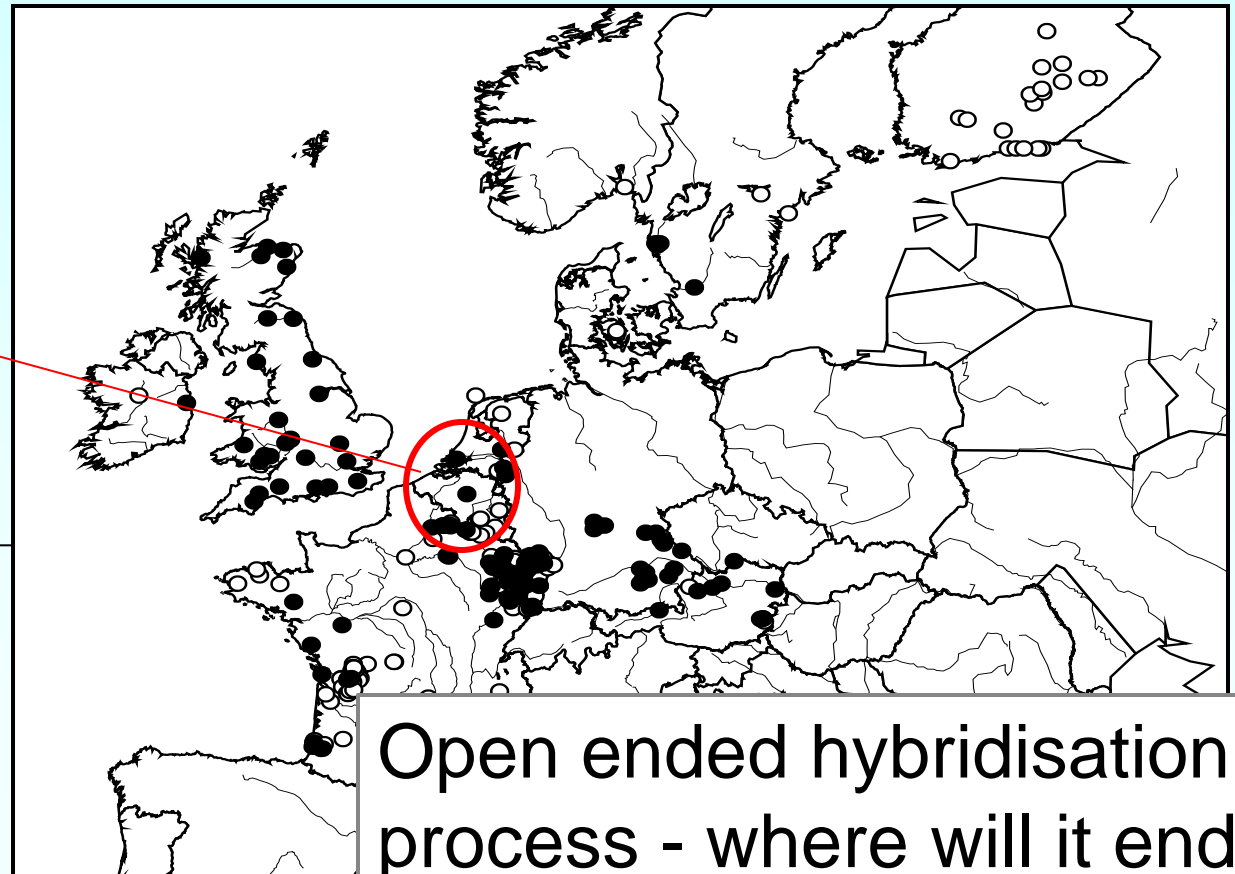 Open ended hybridisation
process - where will it end